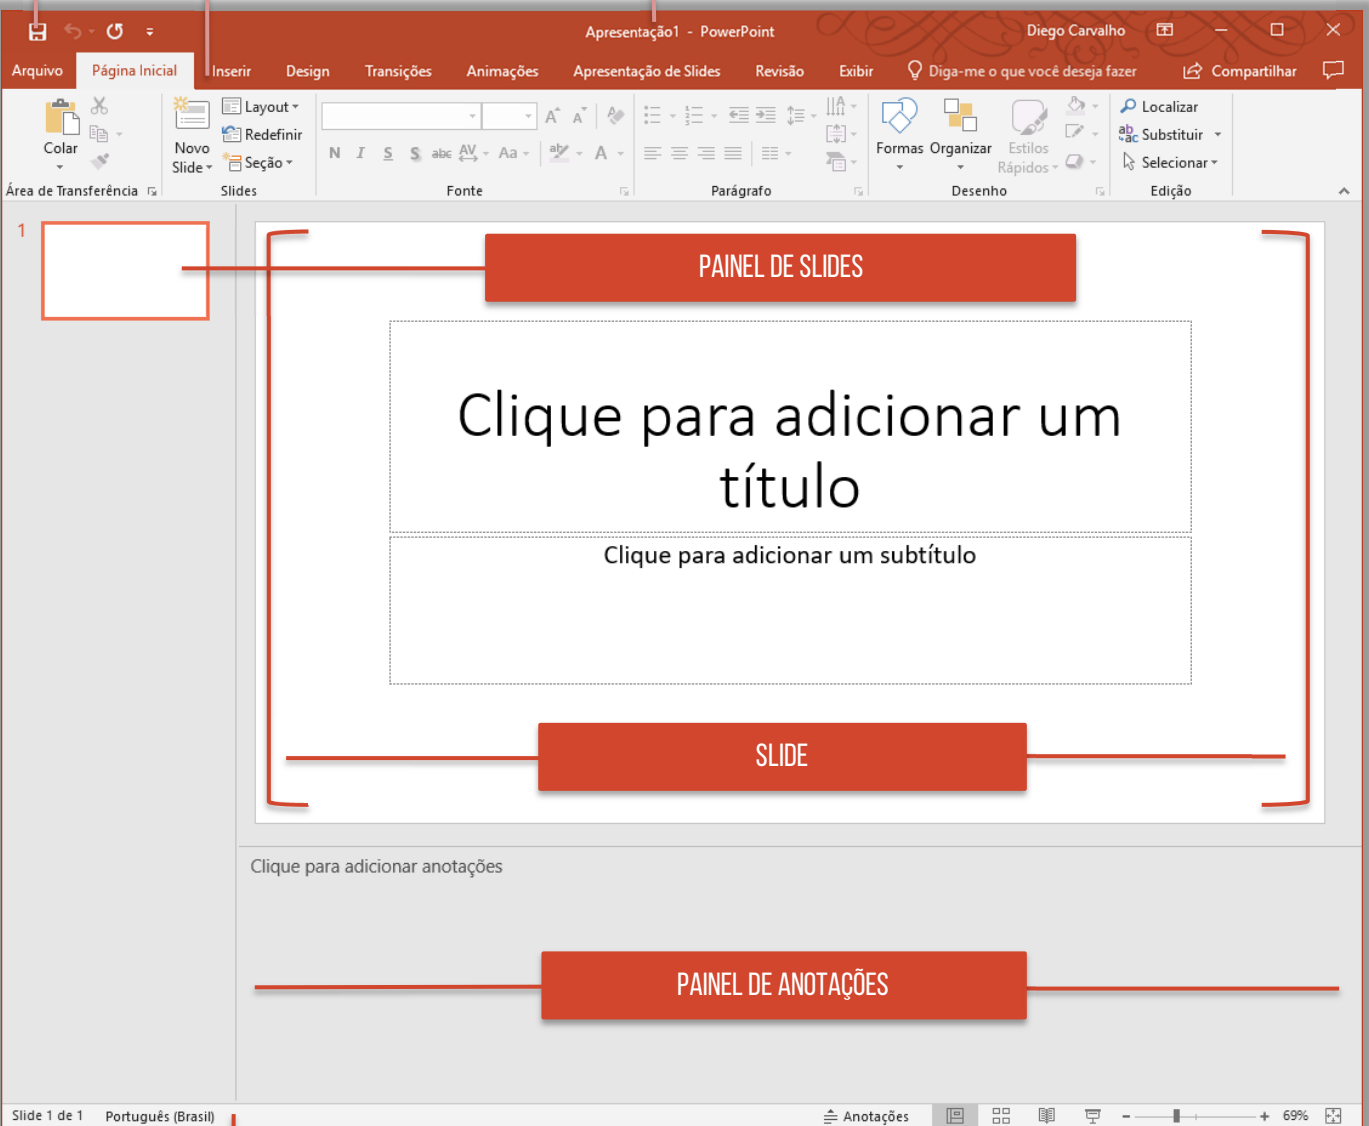 Apresentação1 - PowerPoint
Diego Carvalho
Arquivo Página Inicial Inserir Design Transições Animações Apresentação de Slides Revisão Exibir Diga-me o que você deseja fazer Compartilhar
Colar
Área de Transferência
Novo
Slide
Layout
Redefinir
Seção
Slides
N I S S abc AV Aa A
Fonte
Parágrafo
Formas Organizar Estilos
Rápidos
Desenho
Localizar
Substituir
Selecionar
Edição
1
PAINEL DE SLIDES
Clique para adicionar um
título
Clique para adicionar um subtítulo
SLIDE
Clique para adicionar anotações
PAINEL DE ANOTAÇÕES
Slide 1 de 1 Português (Brasil) Anotações 69%